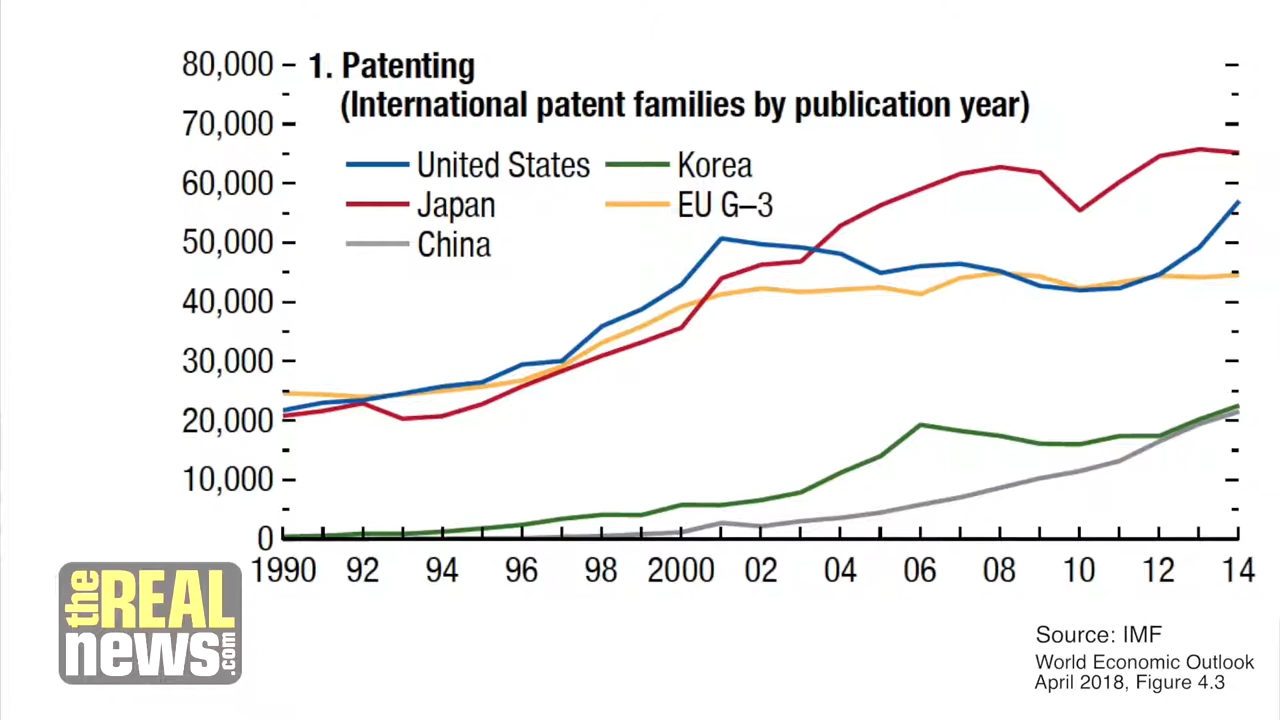 80,000
1. Patenting
(International patent families by publication year)
70,000
United States
Korea
60,000
Japan
EU G–3
50,000
China
40,000
30,000
20,000
10,000
0
1990 92 94 96 98 2000 02 04 06 08 10 12 14
the REAL
news.com
Source: IMF
World Economic Outlook
April 2018, Figure 4.3